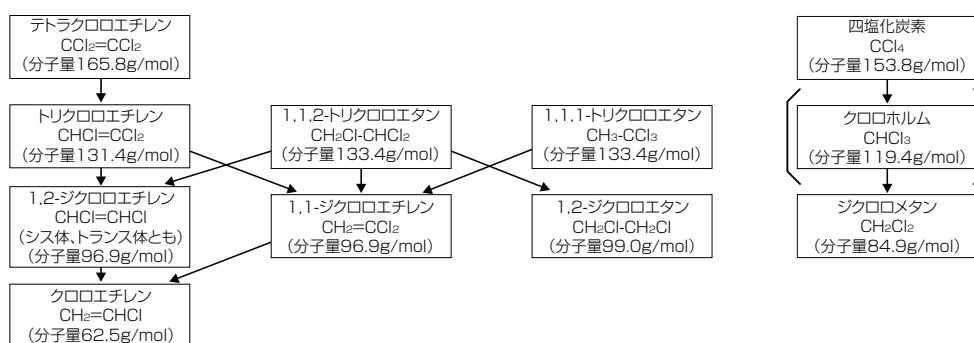 テトラクロロエチレン
CCl₂=CCl₂
(分子量165.8g/mol)
四塩化炭素
CCl₄
(分子量153.8g/mol)
トリクロロエチレン
CHCl=CCl₂
(分子量131.4g/mol)
1,1,2-トリクロロエタン
CH₂Cl-CHCl₂
(分子量133.4g/mol)
1,1,1-トリクロロエタン
CH₃-CCl₃
(分子量133.4g/mol)
クロロホルム
CHCl₃
(分子量119.4g/mol)
1,2-ジクロロエチレン
CHCl=CHCl
(シス体、トランス体とも)
(分子量96.9g/mol)
1,1-ジクロロエチレン
CH₂=CCl₂
(分子量96.9g/mol)
1,2-ジクロロエタン
CH₂Cl-CH₂Cl
(分子量99.0g/mol)
ジクロロメタン
CH₂Cl₂
(分子量84.9g/mol)
クロロエチレン
CH₂=CHCl
(分子量62.5g/mol)